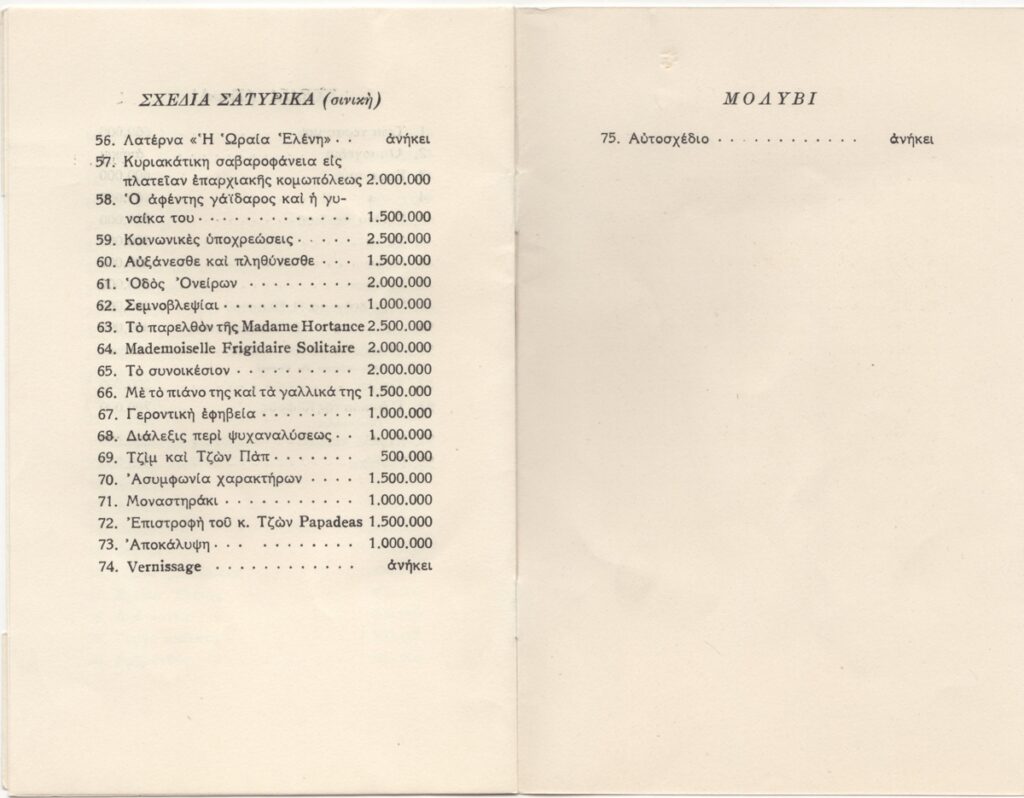 ΣΧΕΔΙΑ ΣΑΤΥΡΙΚΑ (σινικὴ)
56. Λατέρνα «Ἡ Ὡραία Ἑλένη» · · ἀνήκει
57. Κυριακάτικη σαβαροφάνεια εἰς
πλατεῖαν ἐπαρχιακῆς κομωπόλεως 2.000.000
58. Ὁ ἀφέντης γάϊδαρος καὶ ἡ γυ-
ναίκα του · · · · · · · · · · · · 1.500.000
59. Κοινωνικὲς ὑποχρεώσεις · · · · · 2.500.000
60. Αὐξάνεσθε καὶ πληθύνεσθε · · · 1.500.000
61. Ὁδὸς Ὀνείρων · · · · · · · · · 2.000.000
62. Σεμνοβλεψίαι · · · · · · · · · · · 1.000.000
63. Τὸ παρελθὸν τῆς Madame Hortance 2.500.000
64. Mademoiselle Frigidaire Solitaire 2.000.000
65. Τὸ συνοικέσιον · · · · · · · · · · 2.000.000
66. Μὲ τὸ πιάνο της καὶ τὰ γαλλικά της 1.500.000
67. Γεροντικὴ ἐφηβεία · · · · · · · · 1.000.000
68. Διάλεξις περὶ ψυχαναλύσεως · · 1.000.000
69. Τζὶμ καὶ Τζὼν Πὰπ · · · · · · · 500.000
70. Ἀσυμφωνία χαρακτήρων · · · · 1.500.000
71. Μοναστηράκι · · · · · · · · · · · 1.000.000
72. Ἐπιστροφὴ τοῦ κ. Τζὼν Papadeas 1.500.000
73. Ἀποκάλυψη · · · · · · · · · · · 1.000.000
74. Vernissage · · · · · · · · · · · · ἀνήκει
ΜΟΛΥΒΙ
75. Αὐτοσχέδιο · · · · · · · · · · · · ἀνήκει